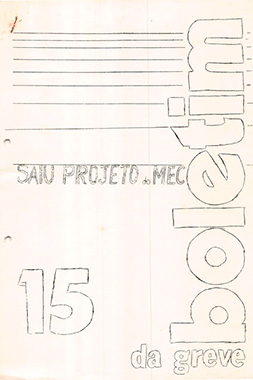 boletim
SAIU PROJETO do MEC
15
da greve